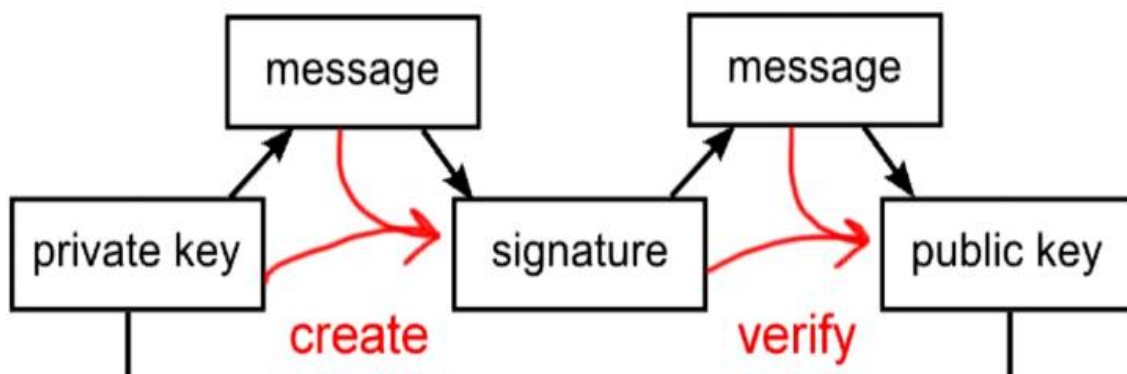 message
message
private key
signature
public key
create
verify